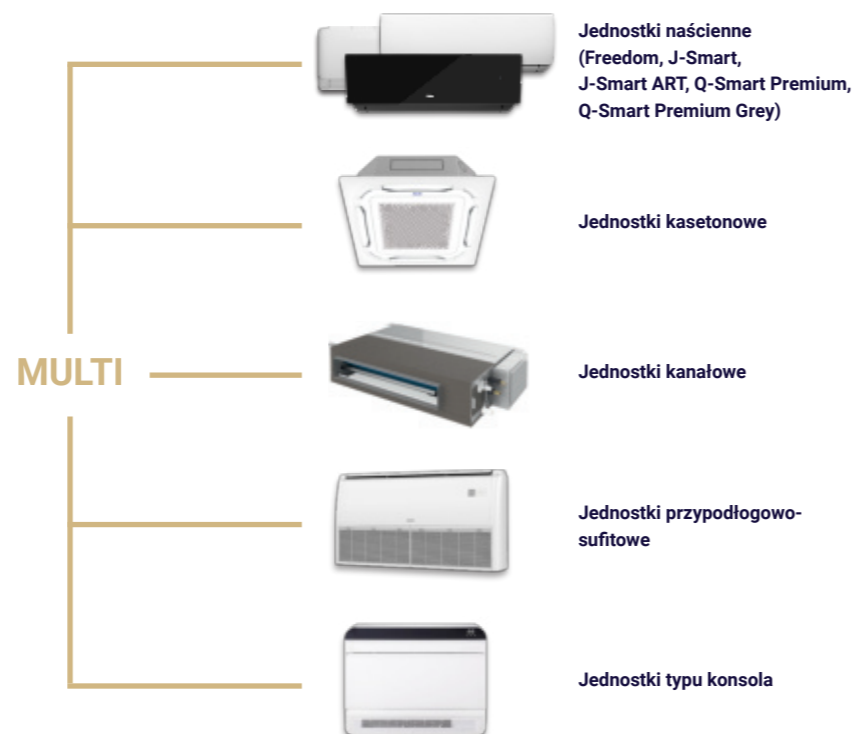 Jednostki naścienne
(Freedom, J-Smart,
J-Smart ART, Q-Smart Premium,
Q-Smart Premium Grey)
Jednostki kasetonowe
MULTI
Jednostki kanałowe
Jednostki przypodłogowo-
sufitowe
Jednostki typu konsola